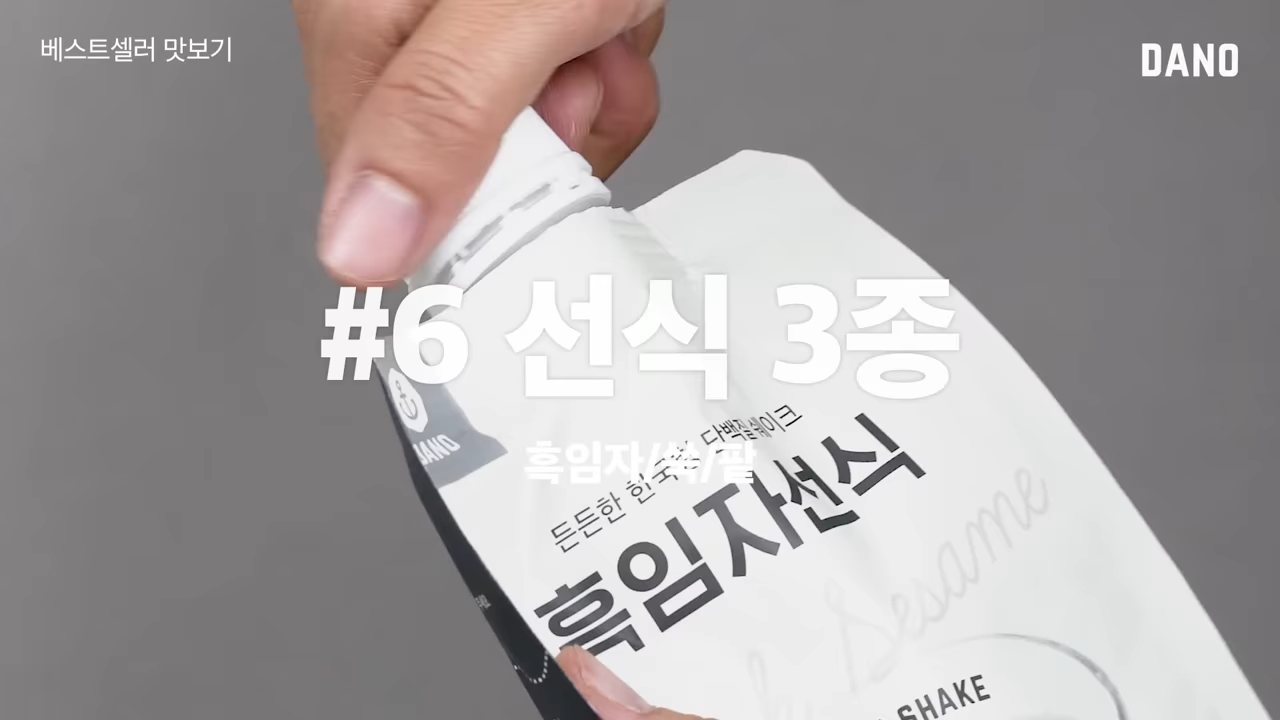 베스트셀러 맛보기
DANO
#6 선식 3종
흑임자/쑥/팥
DANO
든든한 한국형 단백질쉐이크
흑임자선식
Sesame
SHAKE